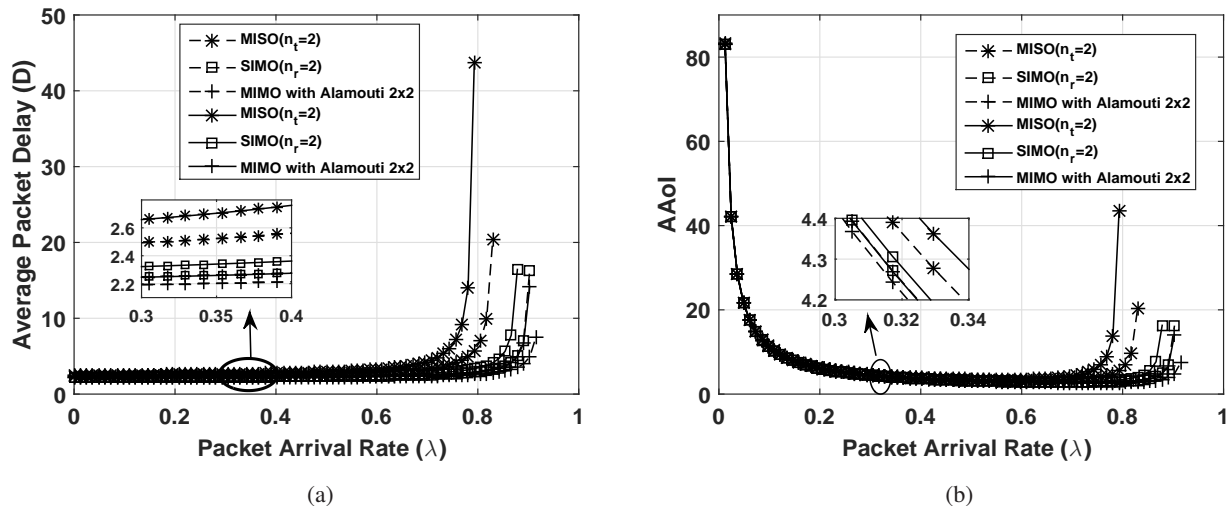 50
40
30
20
10
0
0
0.2
0.4
0.6
0.8
1
Average Packet Delay (D)
Packet Arrival Rate (λ)
MISO(n_t=2)
SIMO(n_r=2)
MIMO with Alamouti 2x2
MISO(n_t=2)
SIMO(n_r=2)
MIMO with Alamouti 2x2
2.6
2.4
2.2
0.3
0.35
0.4
(a)
80
60
40
20
0
0
0.2
0.4
0.6
0.8
1
AAoI
Packet Arrival Rate (λ)
MISO(n_t=2)
SIMO(n_r=2)
MIMO with Alamouti 2x2
MISO(n_t=2)
SIMO(n_r=2)
MIMO with Alamouti 2x2
4.4
4.3
4.2
0.3
0.32
0.34
(b)